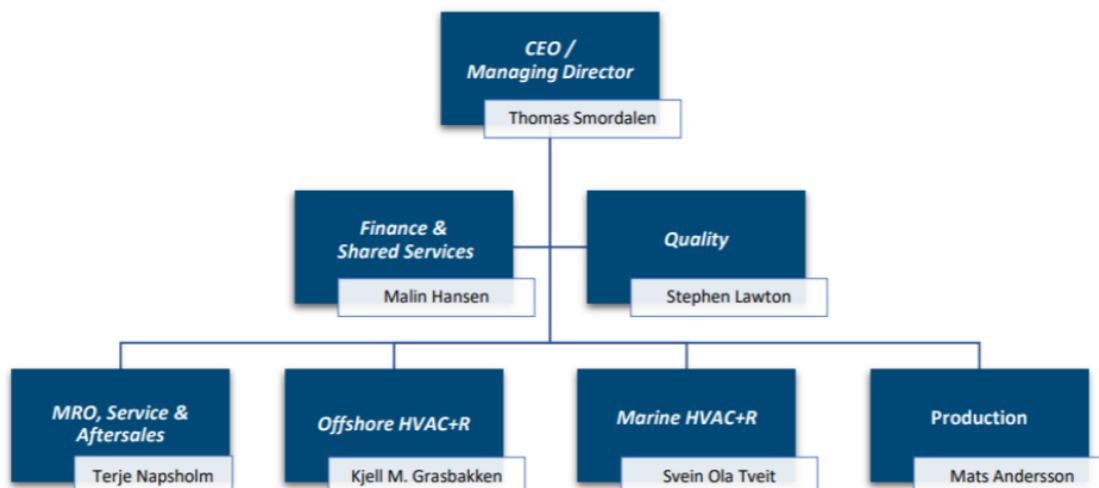 CEO /
Managing Director
Thomas Smordalen
Finance &
Shared Services
Malin Hansen
Quality
Stephen Lawton
MRO, Service &
Aftersales
Terje Napsholm
Offshore HVAC+R
Kjell M. Grasbakken
Marine HVAC+R
Svein Ola Tveit
Production
Mats Andersson